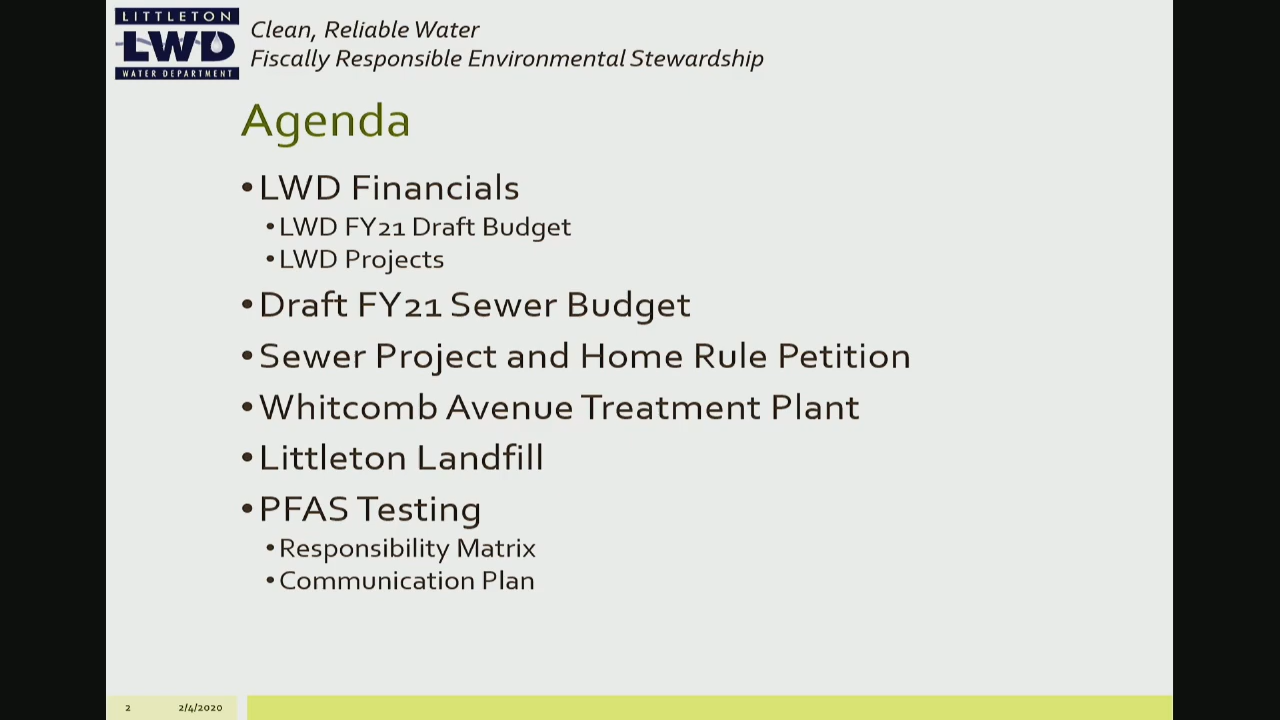 LITTLETON
LWD
WATER DEPARTMENT
Clean, Reliable Water
Fiscally Responsible Environmental Stewardship
Agenda
•LWD Financials
•LWD FY21 Draft Budget
•LWD Projects
•Draft FY21 Sewer Budget
•Sewer Project and Home Rule Petition
•Whitcomb Avenue Treatment Plant
•Littleton Landfill
•PFAS Testing
•Responsibility Matrix
•Communication Plan
2 2/4/2020